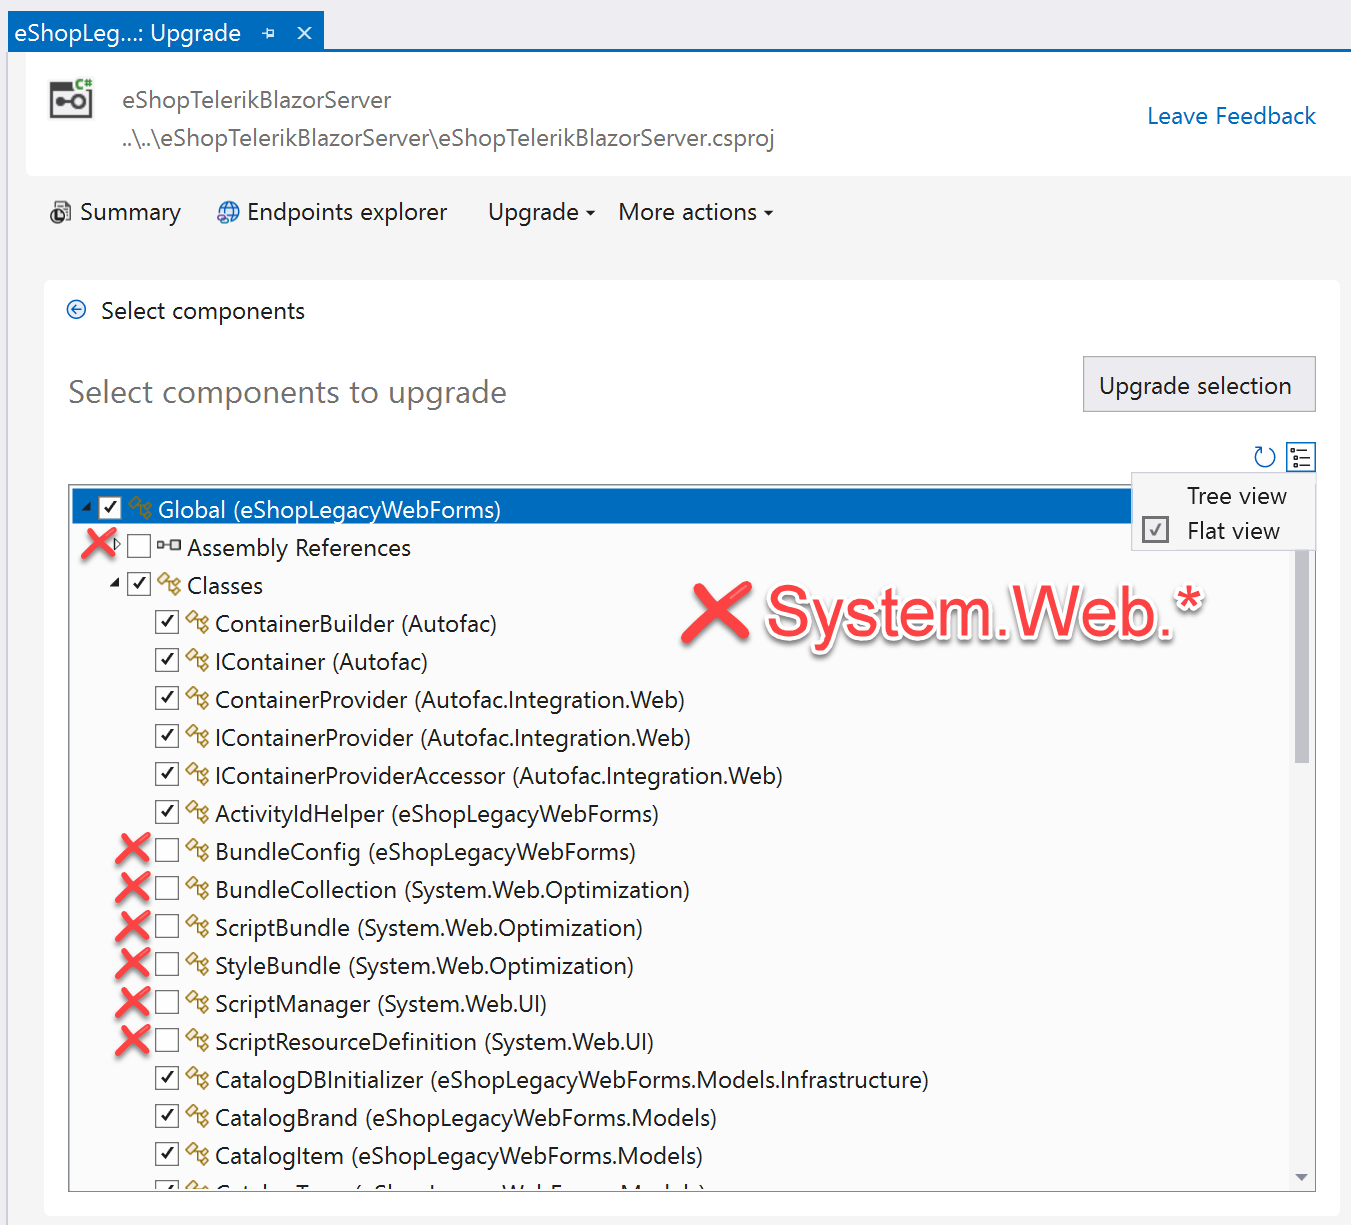 eShopLeg...: Upgrade
eShopTelerikBlazorServer
..\..\eShopTelerikBlazorServer\eShopTelerikBlazorServer.csproj
Leave Feedback
Summary
Endpoints explorer
Upgrade
More actions
Select components
Select components to upgrade
Upgrade selection
Tree view
Flat view
Global (eShopLegacyWebForms)
Assembly References
Classes
System.Web.*
ContainerBuilder (Autofac)
IContainer (Autofac)
ContainerProvider (Autofac.Integration.Web)
IContainerProvider (Autofac.Integration.Web)
IContainerProviderAccessor (Autofac.Integration.Web)
ActivityIdHelper (eShopLegacyWebForms)
BundleConfig (eShopLegacyWebForms)
BundleCollection (System.Web.Optimization)
ScriptBundle (System.Web.Optimization)
StyleBundle (System.Web.Optimization)
ScriptManager (System.Web.UI)
ScriptResourceDefinition (System.Web.UI)
CatalogDBInitializer (eShopLegacyWebForms.Models.Infrastructure)
CatalogBrand (eShopLegacyWebForms.Models)
CatalogItem (eShopLegacyWebForms.Models)